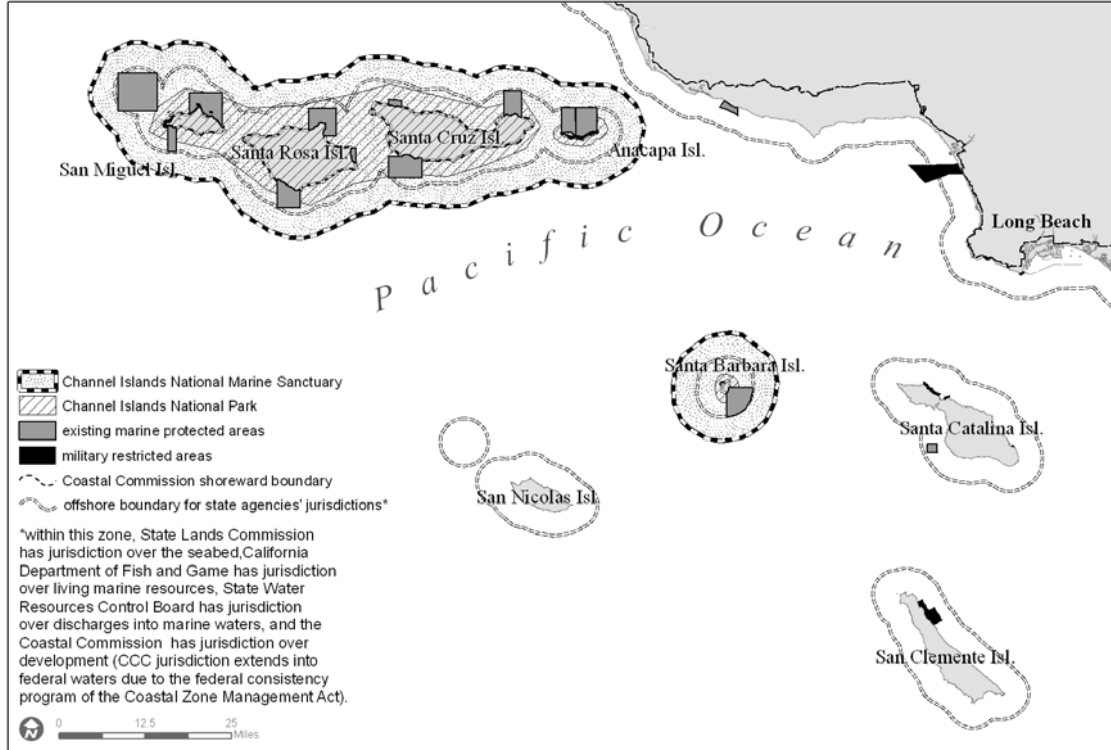 Santa Cruz Isl.
Santa Rosa Isl.
Anacapa Isl.
San Miguel Isl.
Long Beach
Pacific Ocean
Santa Barbara Isl.
Santa Catalina Isl.
San Nicolas Isl.
San Clemente Isl.
Channel Islands National Marine Sanctuary
Channel Islands National Park
existing marine protected areas
military restricted areas
Coastal Commission shoreward boundary
offshore boundary for state agencies' jurisdictions*
*within this zone, State Lands Commission
has jurisdiction over the seabed,California
Department of Fish and Game has jurisdiction
over living marine resources, State Water
Resources Control Board has jurisdiction
over discharges into marine waters, and the
Coastal Commission has jurisdiction over
development (CCC jurisdiction extends into
federal waters due to the federal consistency
program of the Coastal Zone Management Act).
0 12.5 25
Miles